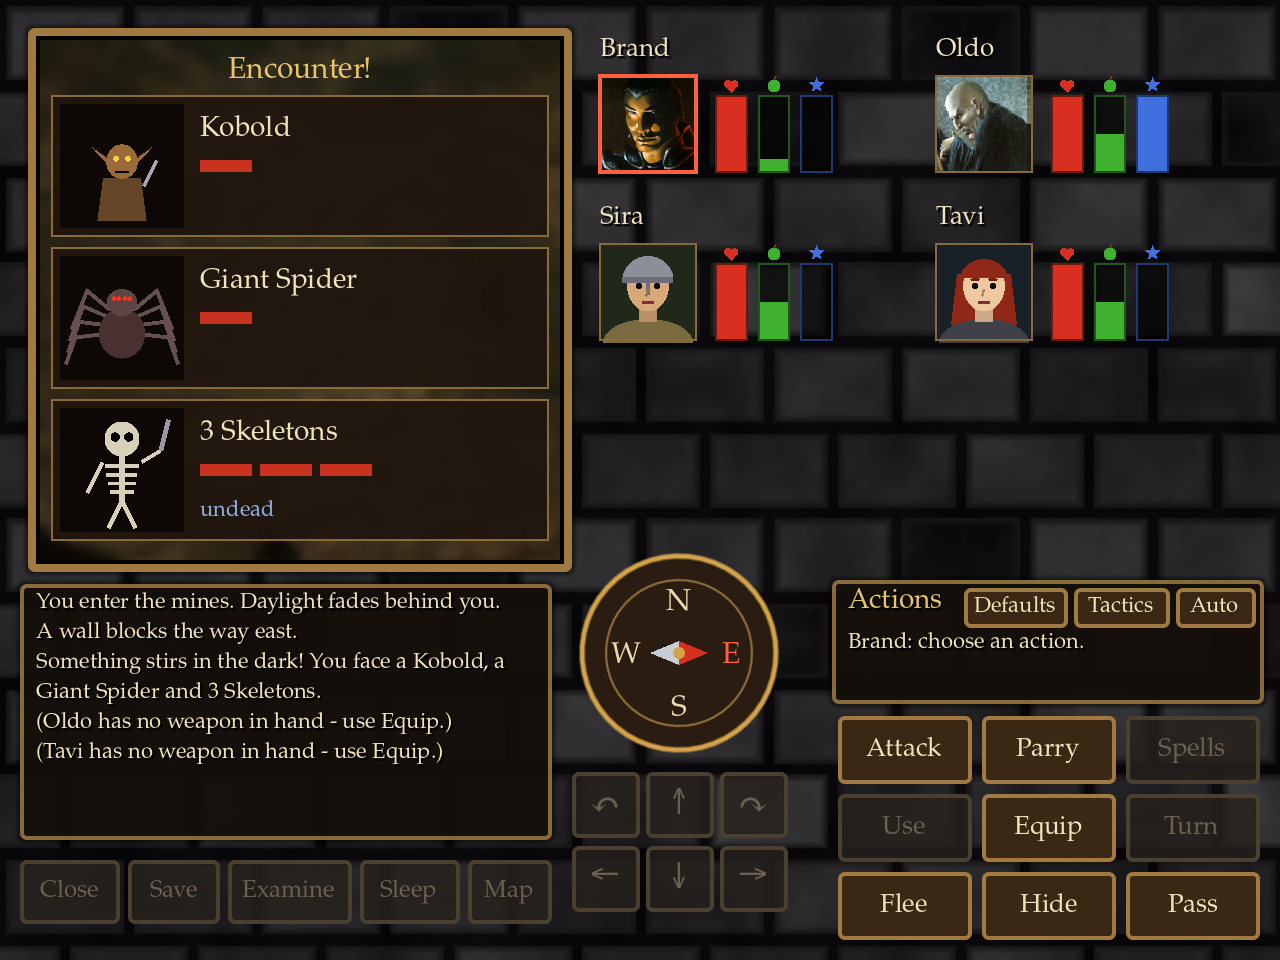 Encounter!
Kobold
Giant Spider
3 Skeletons
undead
Brand
Oldo
Sira
Tavi
You enter the mines. Daylight fades behind you.
A wall blocks the way east.
Something stirs in the dark! You face a Kobold, a
Giant Spider and 3 Skeletons.
(Oldo has no weapon in hand - use Equip.)
(Tavi has no weapon in hand - use Equip.)
N
W
E
S
Actions
Defaults
Tactics
Auto
Brand: choose an action.
Attack
Parry
Spells
Use
Equip
Turn
Flee
Hide
Pass
Close
Save
Examine
Sleep
Map